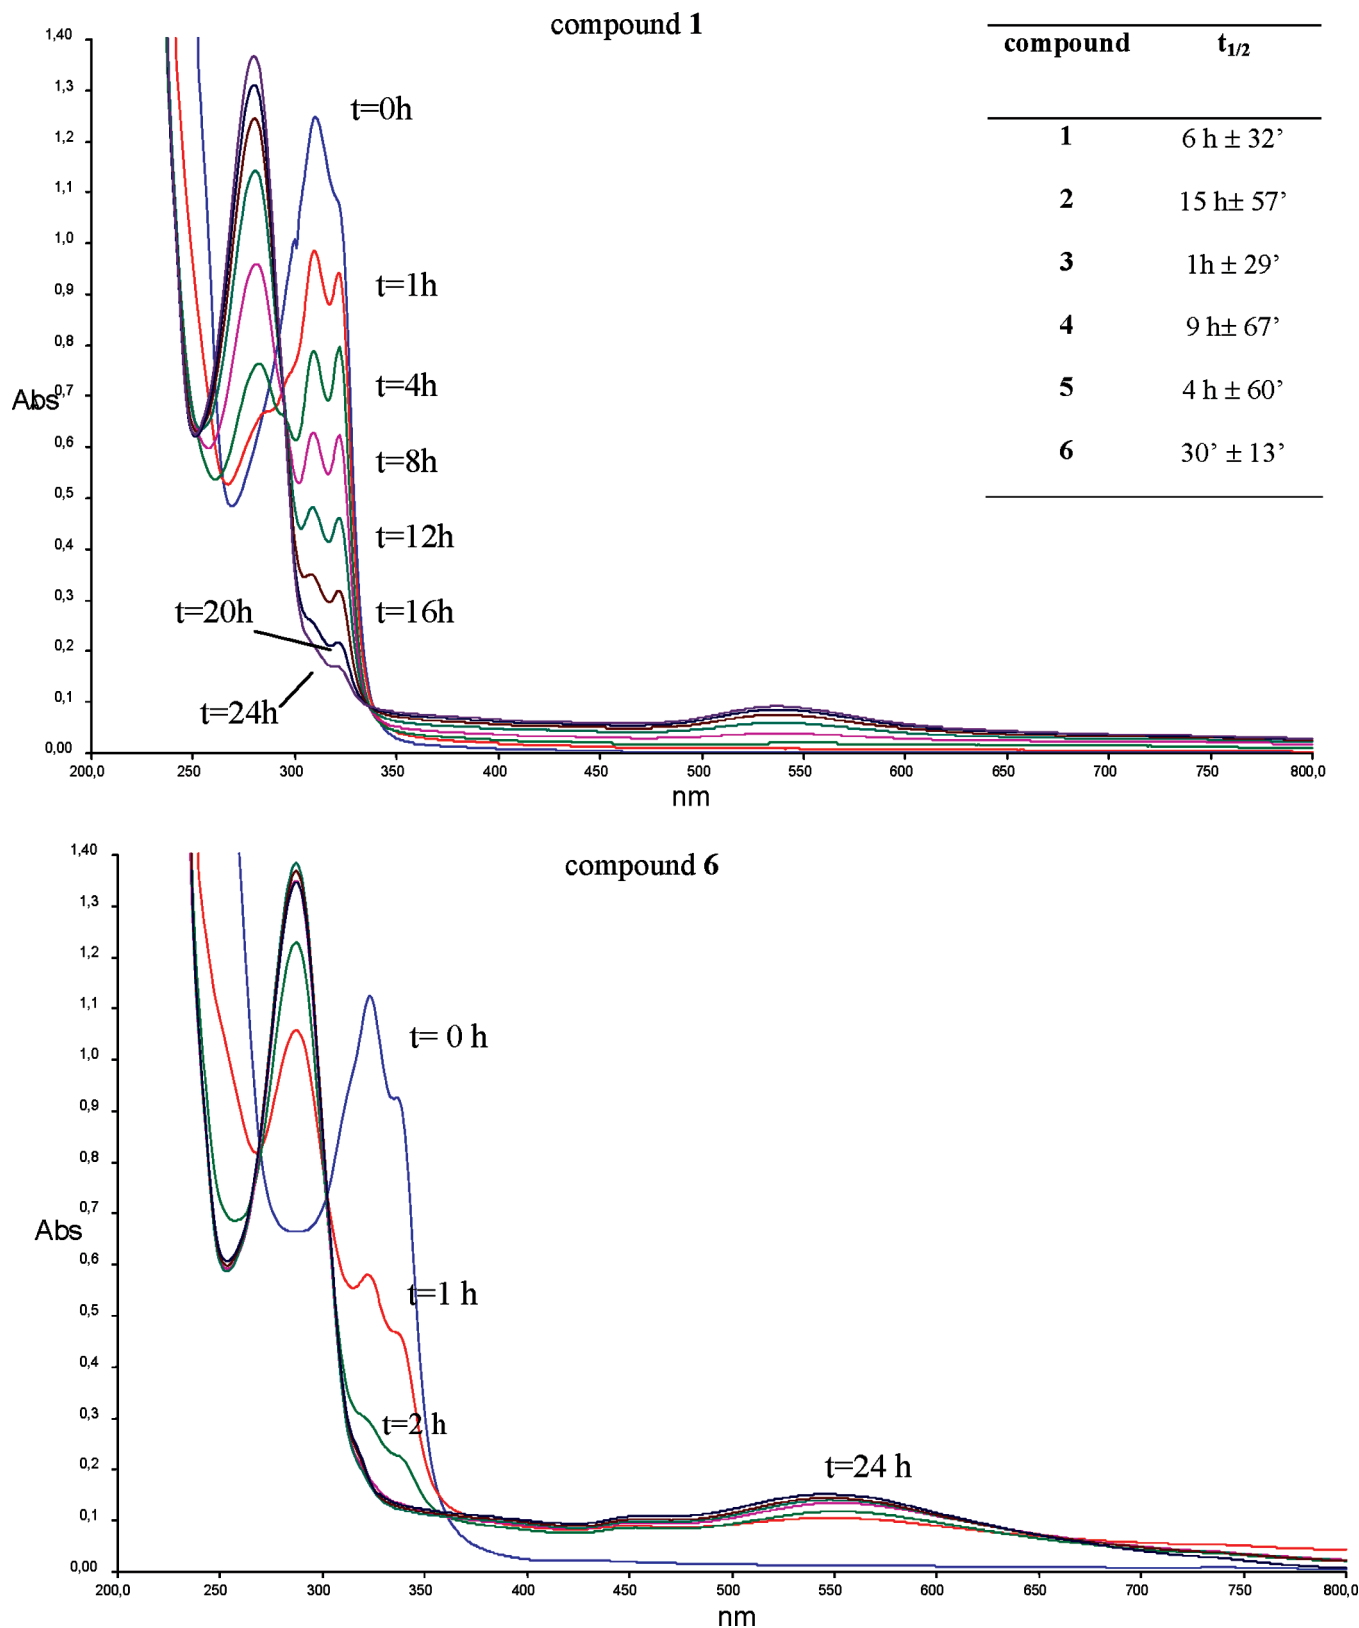 compound 1
compound t1/2
1 6 h ± 32’
2 15 h± 57’
3 1h ± 29’
4 9 h± 67’
5 4 h ± 60’
6 30’ ± 13’
1,40
1,3
1,2
1,1
1,0
0,9
0,8
0,7
0,6
0,5
0,4
0,3
0,2
0,1
0,00
Abs
t=0h
t=1h
t=4h
t=8h
t=12h
t=16h
t=20h
t=24h
200,0 250 300 350 400 450 500 550 600 650 700 750 800,0
nm
compound 6
1,40
1,3
1,2
1,1
1,0
0,9
0,8
0,7
0,6
0,5
0,4
0,3
0,2
0,1
0,00
Abs
t= 0 h
t=1 h
t=2 h
t=24 h
200,0 250 300 350 400 450 500 550 600 650 700 750 800,0
nm